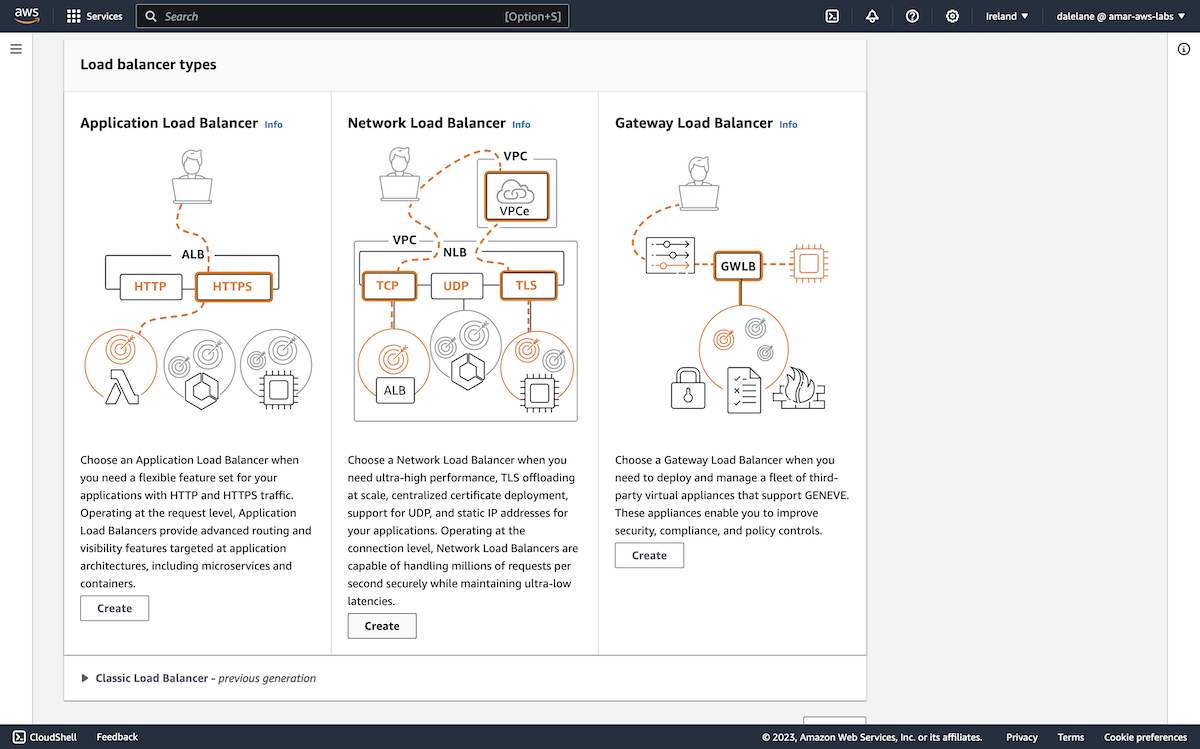 aws Services Search [Option+S] Ireland dalelane @ amar-aws-labs
Load balancer types
Application Load Balancer Info
ALB
HTTP HTTPS
Choose an Application Load Balancer when
you need a flexible feature set for your
applications with HTTP and HTTPS traffic.
Operating at the request level, Application
Load Balancers provide advanced routing and
visibility features targeted at application
architectures, including microservices and
containers.
Create
Network Load Balancer Info
VPC
VPCe
VPC
NLB
TCP UDP TLS
ALB
Choose a Network Load Balancer when you
need ultra-high performance, TLS offloading
at scale, centralized certificate deployment,
support for UDP, and static IP addresses for
your applications. Operating at the
connection level, Network Load Balancers are
capable of handling millions of requests per
second securely while maintaining ultra-low
latencies.
Create
Gateway Load Balancer Info
GWLB
Choose a Gateway Load Balancer when you
need to deploy and manage a fleet of third-
party virtual appliances that support GENEVE.
These appliances enable you to improve
security, compliance, and policy controls.
Create
Classic Load Balancer - previous generation
CloudShell Feedback © 2023, Amazon Web Services, Inc. or its affiliates. Privacy Terms Cookie preferences